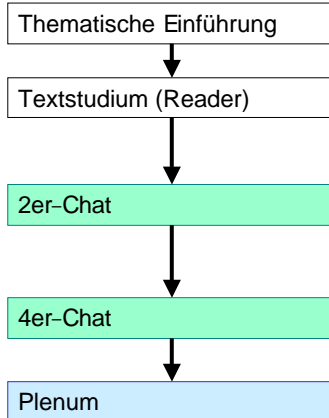 Thematische Einführung
Textstudium (Reader)
2er–Chat
4er–Chat
Plenum